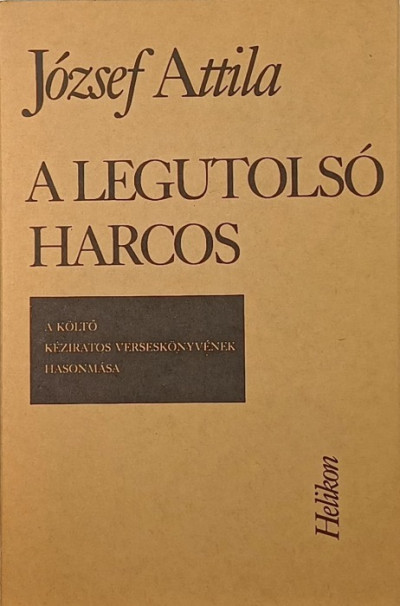 József Attila
A LEGUTOLSÓ
HARCOS
A KÖLTŐ
KÉZIRATOS VERSESKÖNYVÉNEK
HASONMÁSA
Helikon